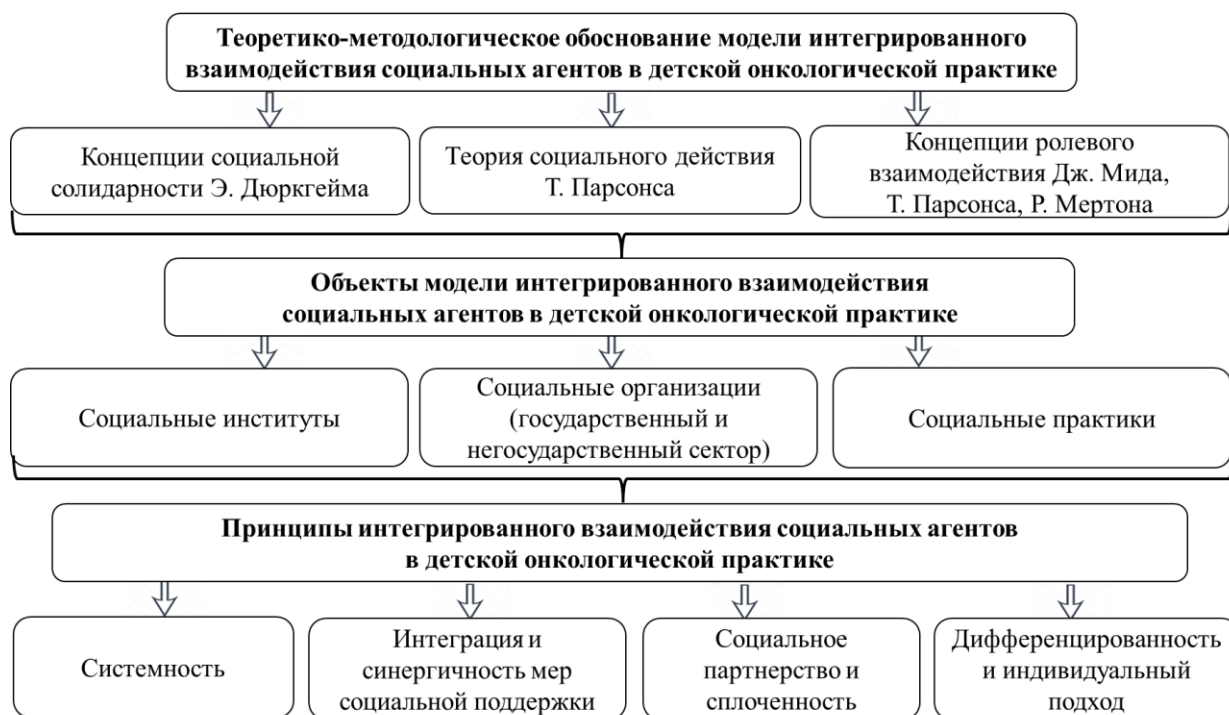 Теоретико-методологическое обоснование модели интегрированного
взаимодействия социальных агентов в детской онкологической практике
Концепции социальной
солидарности Э. Дюркгейма
Теория социального действия
Т. Парсонса
Концепции ролевого
взаимодействия Дж. Мида,
Т. Парсонса, Р. Мертона
Объекты модели интегрированного взаимодействия
социальных агентов в детской онкологической практике
Социальные институты
Социальные организации
(государственный и
негосударственный сектор)
Социальные практики
Принципы интегрированного взаимодействия социальных агентов
в детской онкологической практике
Системность
Интеграция и
синергичность мер
социальной поддержки
Социальное
партнерство и
сплоченность
Дифференцированность
и индивидуальный
подход